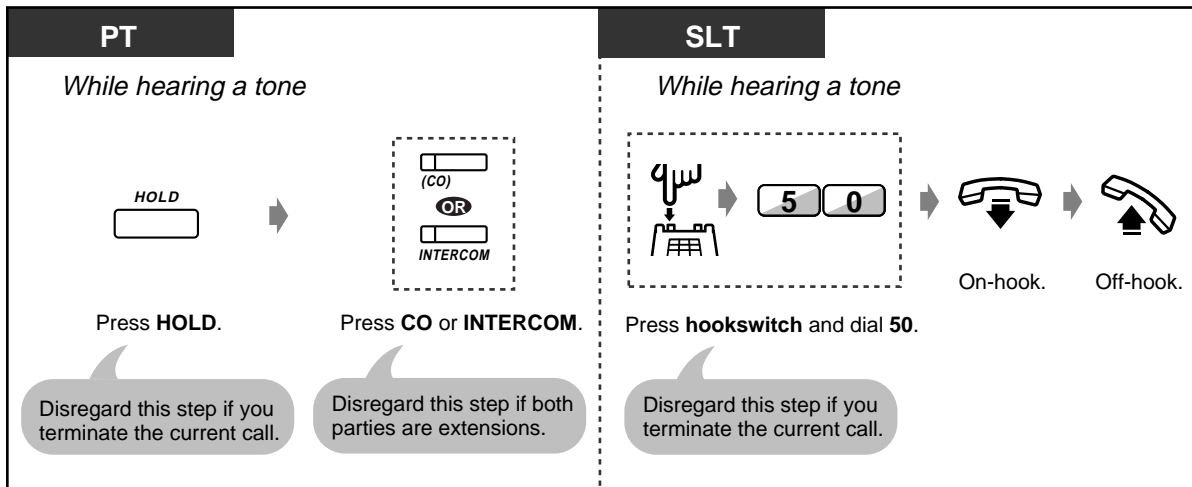 PT
While hearing a tone
HOLD
(CO)
OR
INTERCOM
Press HOLD.
Press CO or INTERCOM.
Disregard this step if you
terminate the current call.
Disregard this step if both
parties are extensions.
SLT
While hearing a tone
5 0
On-hook.
Off-hook.
Press hookswitch and dial 50.
Disregard this step if you
terminate the current call.